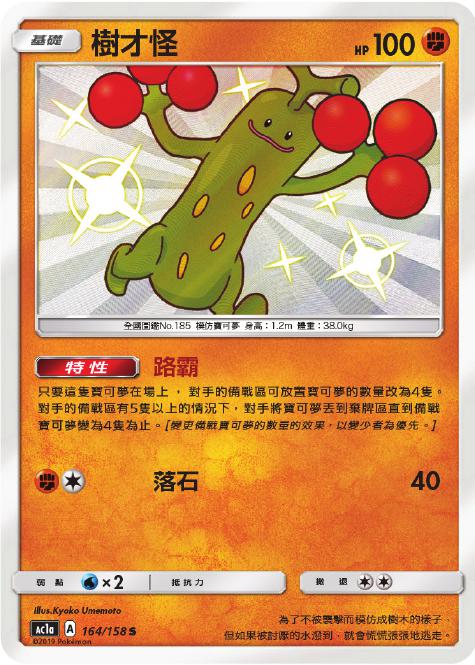 基礎 樹才怪 HP 100
全國圖鑑No.185 模仿寶可夢 身高：1.2m 體重：38.0kg
特性 路霸
只要這隻寶可夢在場上，對手的備戰區可放置寶可夢的數量改為4隻。
對手的備戰區有5隻以上的情況下，對手將寶可夢丟到棄牌區直到備戰
寶可夢變為4隻為止。[變更備戰寶可夢的數量的效果，以變少者為優先。]
落石 40
弱點 ×2 抵抗力 撤退
illus.Kyoko Umemoto
AC1a A 164/158 S
©2019 Pokémon
為了不被襲擊而模仿成樹木的樣子，
但如果被討厭的水潑到，就會慌慌張張地逃走。